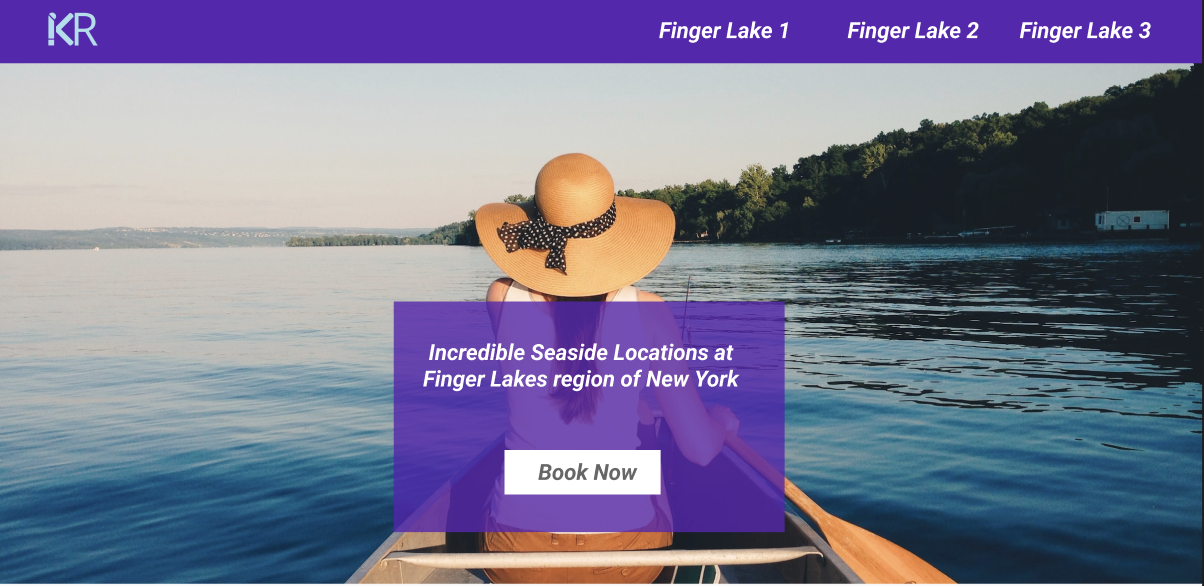 iKR
Finger Lake 1
Finger Lake 2
Finger Lake 3
Incredible Seaside Locations at
Finger Lakes region of New York
Book Now